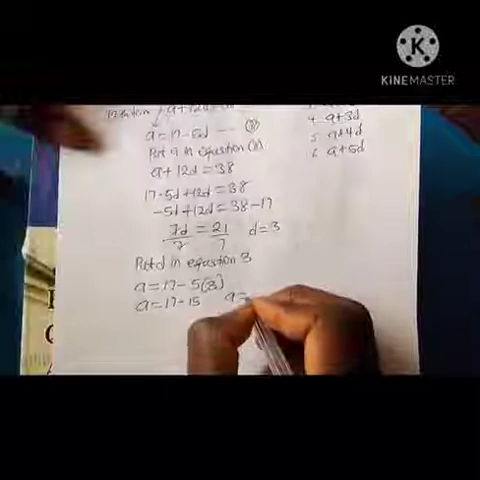 K
KINEMASTER
a=17-5d --- (3)
4 a+3d
5 a+4d
6 a+5d
Put in equation
a+12d=38
17-5d+12d=38
-5d+12d=38-17
7d/7 = 21/7 d=3
Put d in equation 3
a=17-5(3)
a=17-15 a=